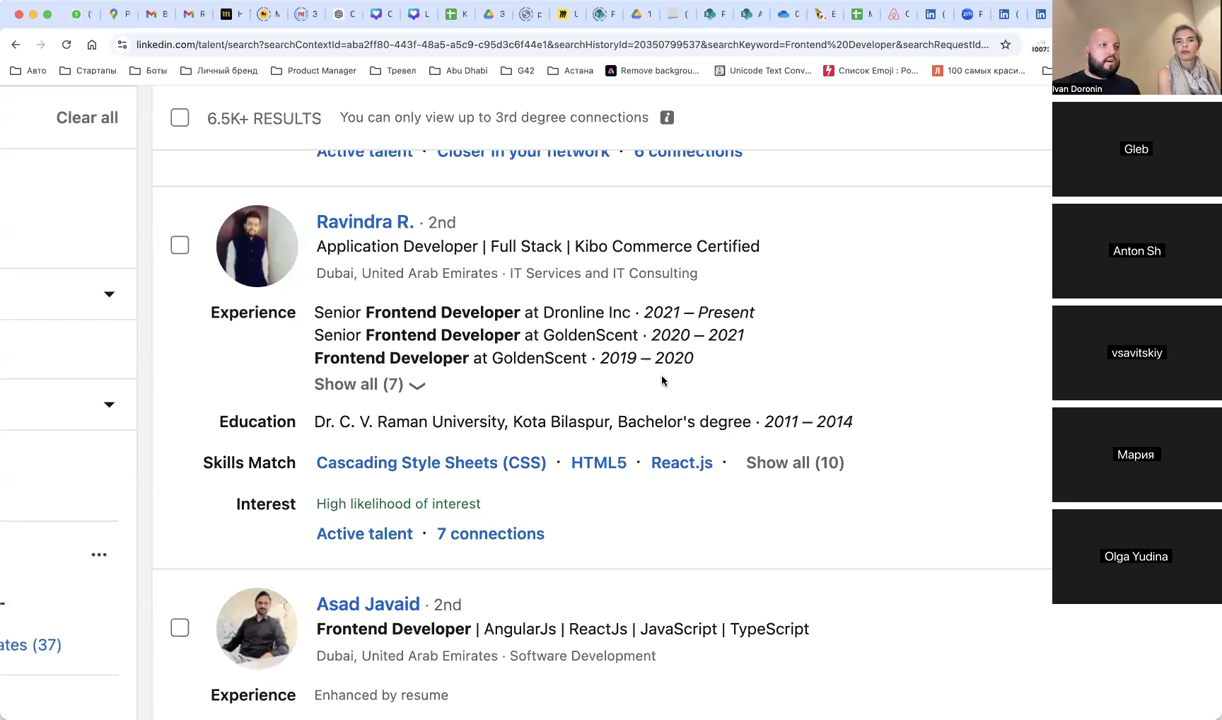 linkedin.com/talent/search?searchContextId=aba2ff80-443f-48a5-a5c9-c95d3c6f44e1&searchHistoryId=20350799537&searchKeyword=Frontend%20Developer&searchRequestId...
Авто
Стартапы
Боты
Личный бренд
Product Manager
Тревел
Abu Dhabi
G42
Астана
Remove backgrou...
Unicode Text Conv...
Список Emoji : Po...
100 самых краси...
Ivan Doronin
Clear all
6.5K+ RESULTS You can only view up to 3rd degree connections
Active talent · Closer in your network · 6 connections
Ravindra R. · 2nd
Application Developer | Full Stack | Kibo Commerce Certified
Dubai, United Arab Emirates · IT Services and IT Consulting
Experience Senior Frontend Developer at Dronline Inc · 2021 – Present
Senior Frontend Developer at GoldenScent · 2020 – 2021
Frontend Developer at GoldenScent · 2019 – 2020
Show all (7)
Education Dr. C. V. Raman University, Kota Bilaspur, Bachelor's degree · 2011 – 2014
Skills Match Cascading Style Sheets (CSS) · HTML5 · React.js · Show all (10)
Interest High likelihood of interest
Active talent · 7 connections
Asad Javaid · 2nd
Frontend Developer | AngularJs | ReactJs | JavaScript | TypeScript
Dubai, United Arab Emirates · Software Development
Experience Enhanced by resume
ates (37)
Gleb
Anton Sh
vsavitskiy
Мария
Olga Yudina